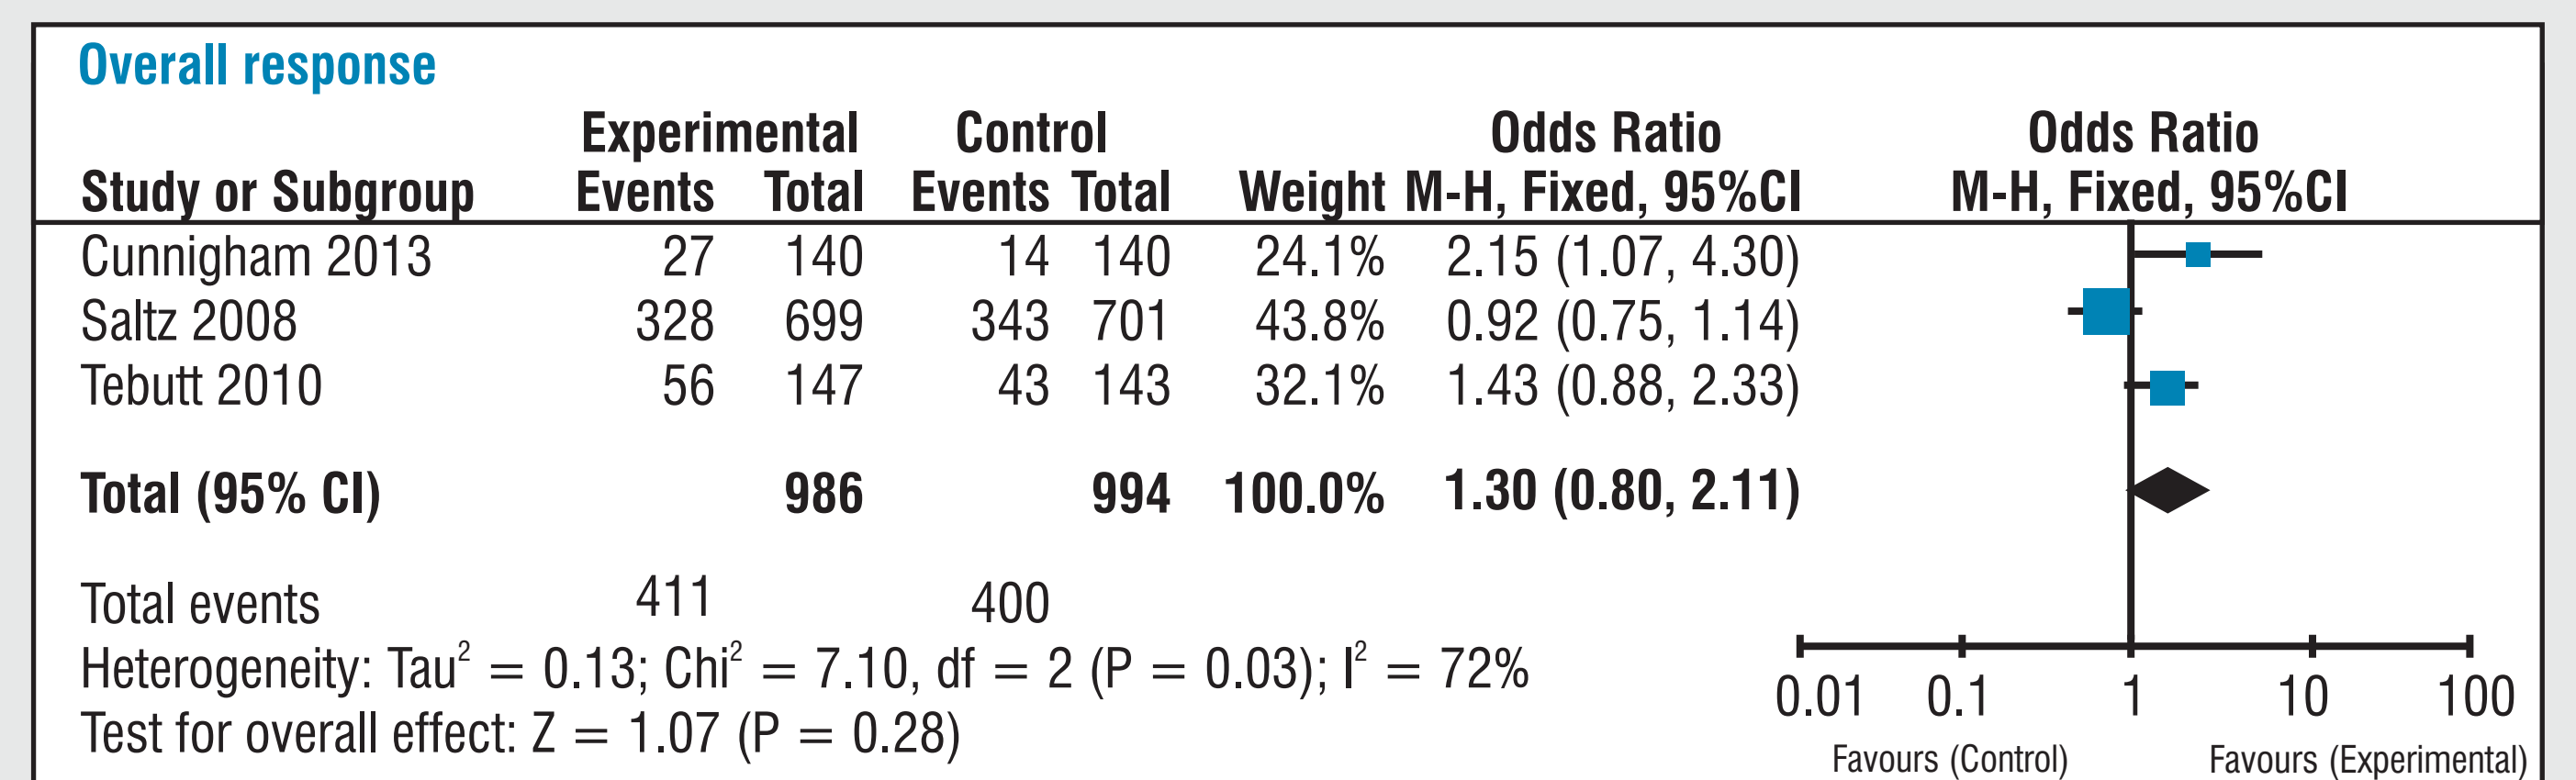 Overall response
Experimental Control Odds Ratio Odds Ratio
Study or Subgroup Events Total Events Total Weight M-H, Fixed, 95%CI M-H, Fixed, 95%CI
Cunnigham 2013 27 140 14 140 24.1% 2.15 (1.07, 4.30)
Saltz 2008 328 699 343 701 43.8% 0.92 (0.75, 1.14)
Tebutt 2010 56 147 43 143 32.1% 1.43 (0.88, 2.33)
Total (95% CI) 986 994 100.0% 1.30 (0.80, 2.11)
Total events 411 400
Heterogeneity: Tau² = 0.13; Chi² = 7.10, df = 2 (P = 0.03); I² = 72%
Test for overall effect: Z = 1.07 (P = 0.28)
0.01 0.1 1 10 100
Favours (Control) Favours (Experimental)